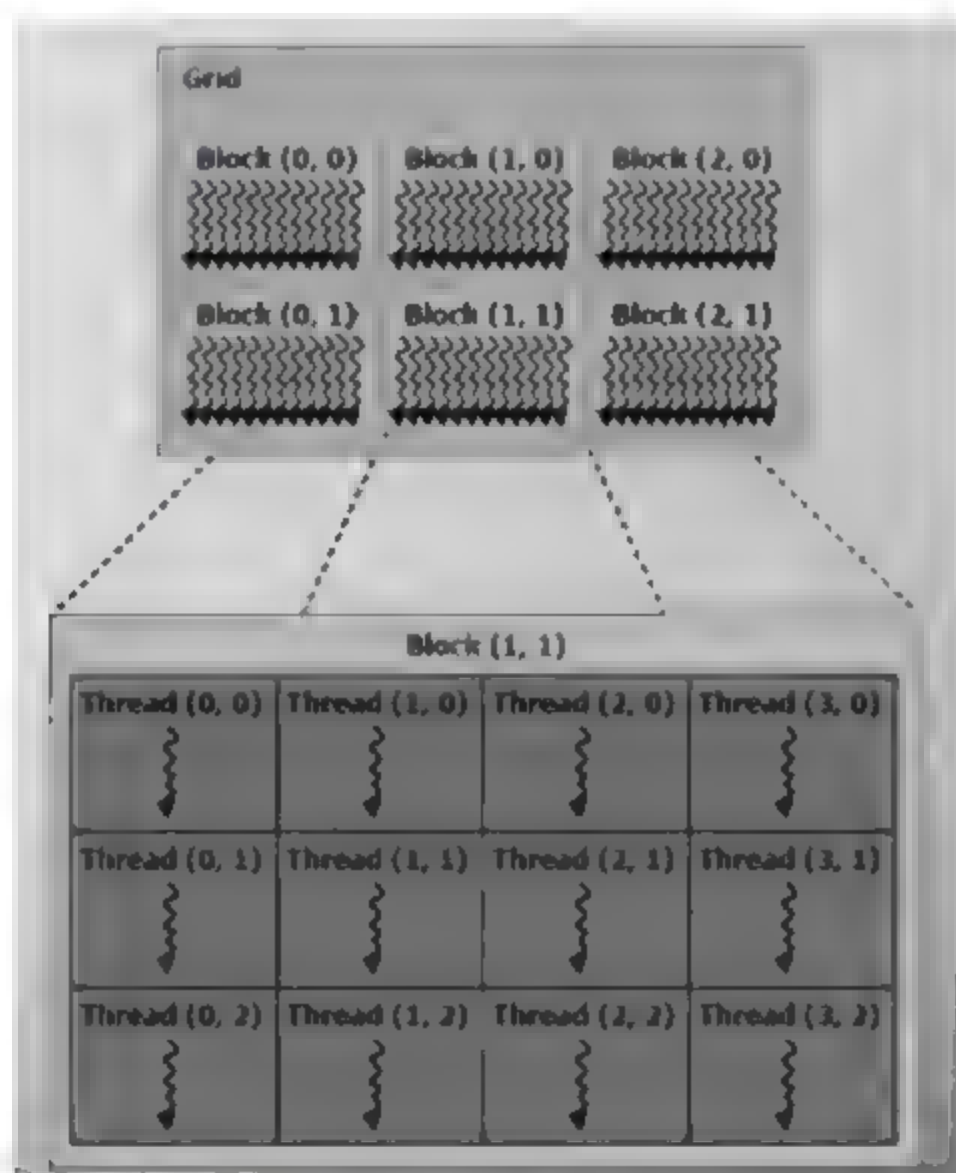 Grid
Block (0, 0) Block (1, 0) Block (2, 0)
Block (0, 1) Block (1, 1) Block (2, 1)
Block (1, 1)
Thread (0, 0) Thread (1, 0) Thread (2, 0) Thread (3, 0)
Thread (0, 1) Thread (1, 1) Thread (2, 1) Thread (3, 1)
Thread (0, 2) Thread (1, 2) Thread (2, 2) Thread (3, 2)